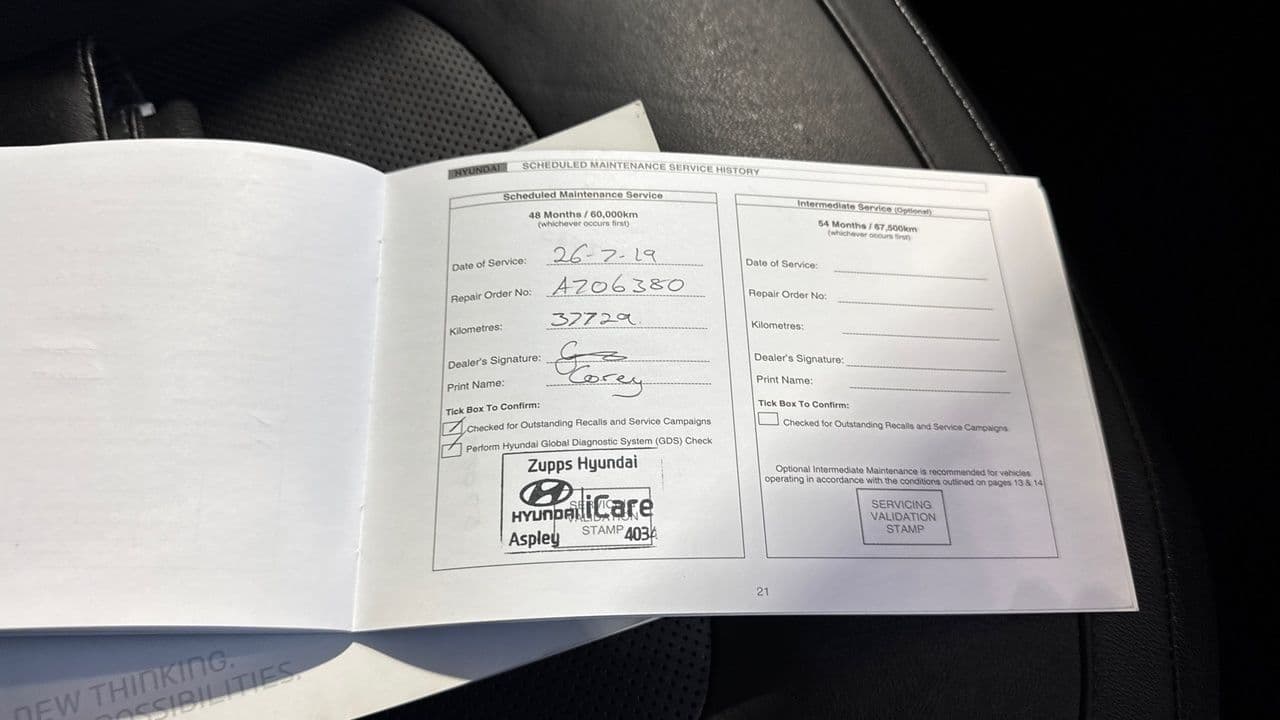 HYUNDAI SCHEDULED MAINTENANCE SERVICE HISTORY
Scheduled Maintenance Service
48 Months / 60,000km
(whichever occurs first)
Date of Service: 26-7-19
Repair Order No: A206380
Kilometres: 37729
Dealer's Signature:
Print Name: Corey
Tick Box To Confirm:
Checked for Outstanding Recalls and Service Campaigns
Perform Hyundai Global Diagnostic System (GDS) Check
Zupps Hyundai
HYUNDAI iCare
SERVICING
VALIDATION
STAMP
Aspley 4034
Intermediate Service (Optional)
54 Months / 67,500km
(whichever occurs first)
Date of Service:
Repair Order No:
Kilometres:
Dealer's Signature:
Print Name:
Tick Box To Confirm:
Checked for Outstanding Recalls and Service Campaigns
Optional Intermediate Maintenance is recommended for vehicles
operating in accordance with the conditions outlined on pages 13 & 14
SERVICING
VALIDATION
STAMP
21
NEW THINKING.
POSSIBILITIES.